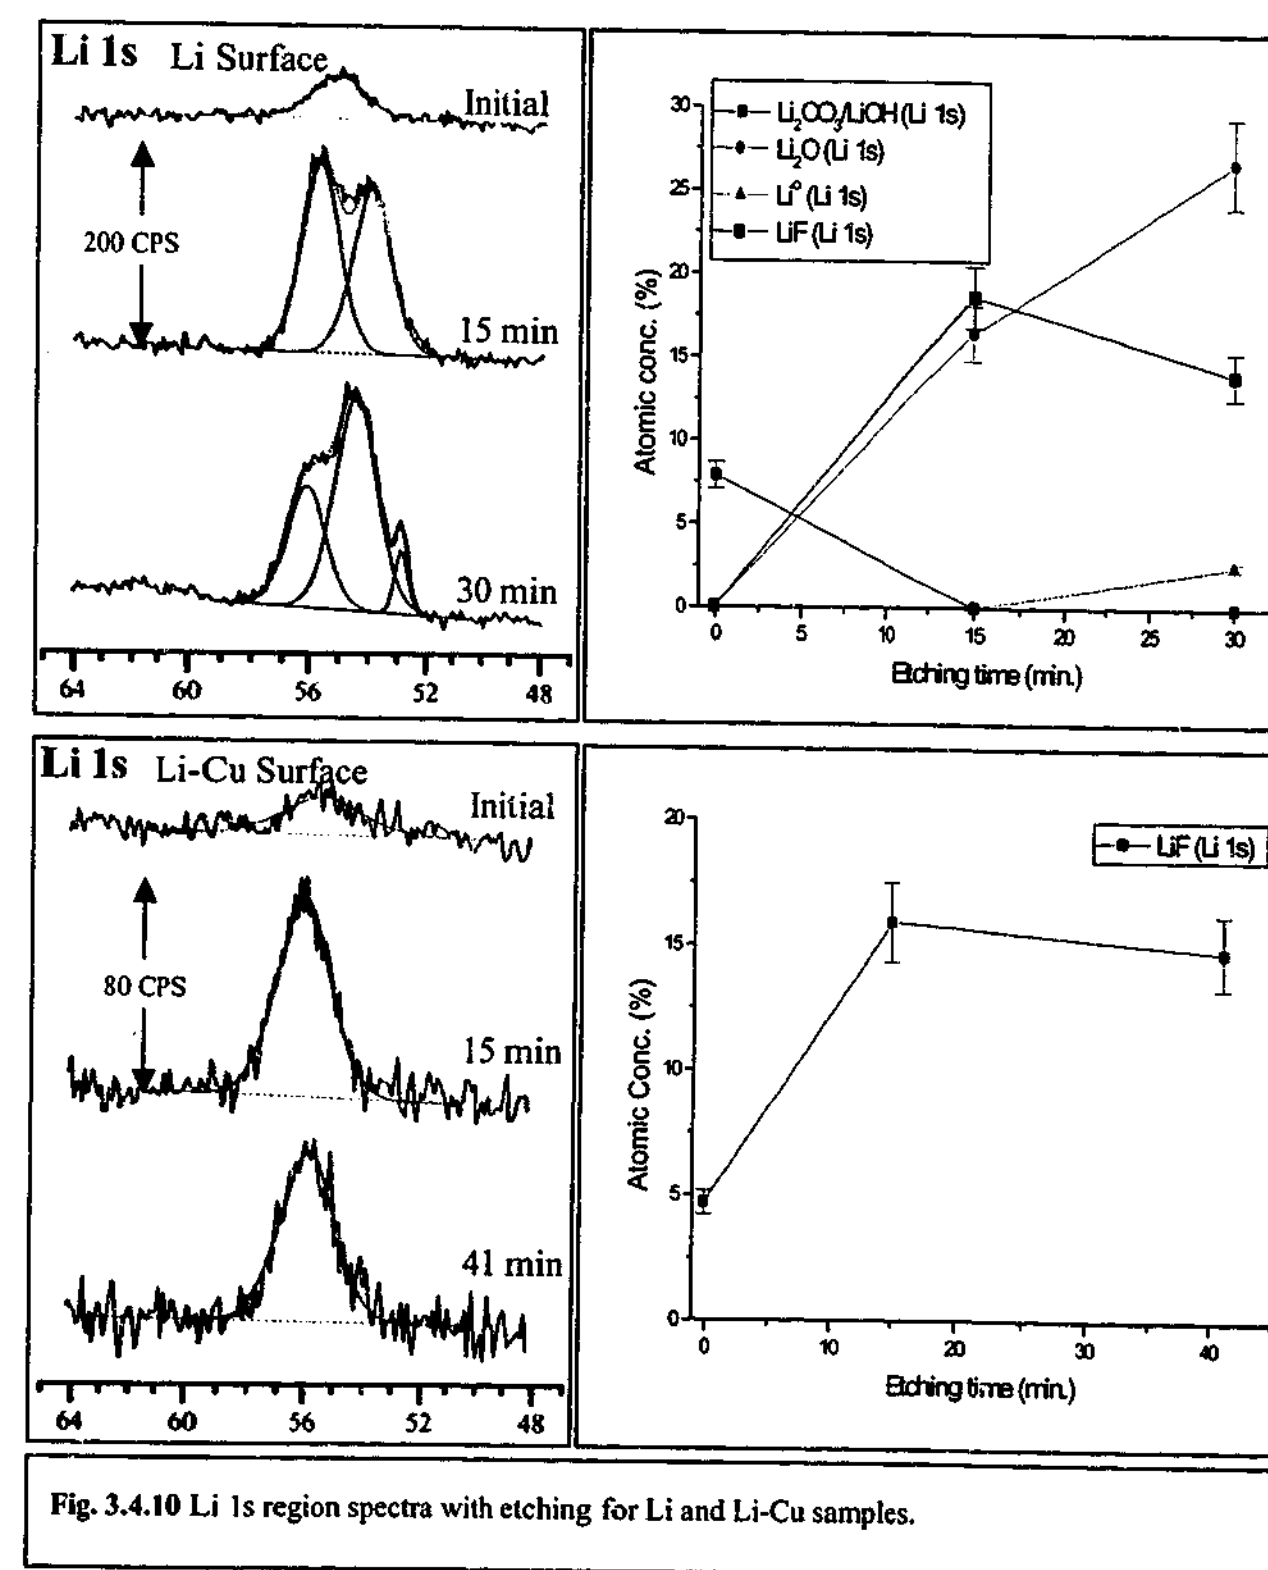 Li 1s Li Surface
Initial
200 CPS
15 min
30 min
64 60 56 52 48
30
25
20
15
10
5
0
Atomic conc. (%)
Li₂CO₃/LiOH (Li 1s)
Li₂O (Li 1s)
Li° (Li 1s)
LiF (Li 1s)
0 5 10 15 20 25 30
Etching time (min.)
Li 1s Li-Cu Surface
Initial
80 CPS
15 min
41 min
64 60 56 52 48
20
15
10
5
0
Atomic Conc. (%)
LiF (Li 1s)
0 10 20 30 40
Etching time (min.)
Fig. 3.4.10 Li 1s region spectra with etching for Li and Li-Cu samples.